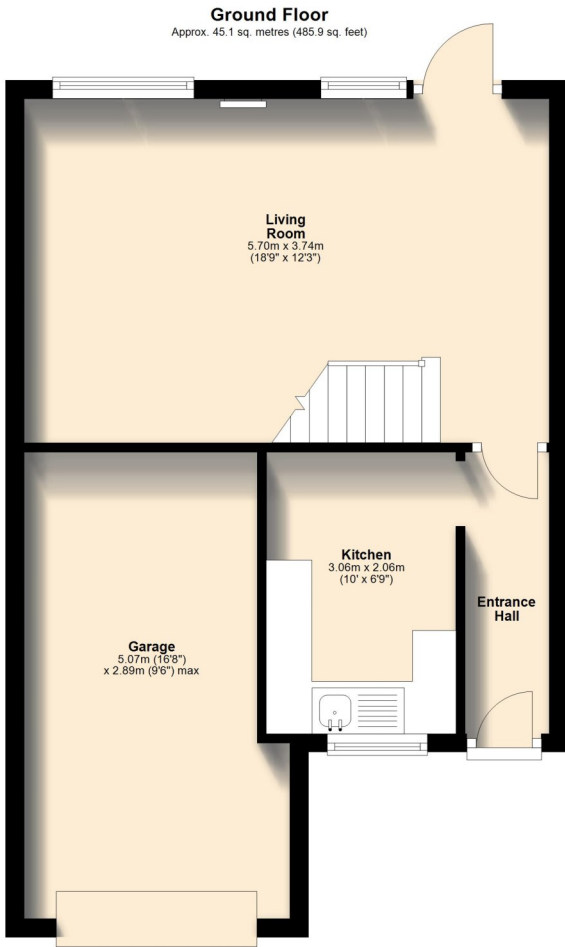 Ground Floor
Approx. 45.1 sq. metres (485.9 sq. feet)
Living
Room
5.70m x 3.74m
(18'9" x 12'3")
Kitchen
3.06m x 2.06m
(10' x 6'9")
Entrance
Hall
Garage
5.07m (16'8")
x 2.89m (9'6") max